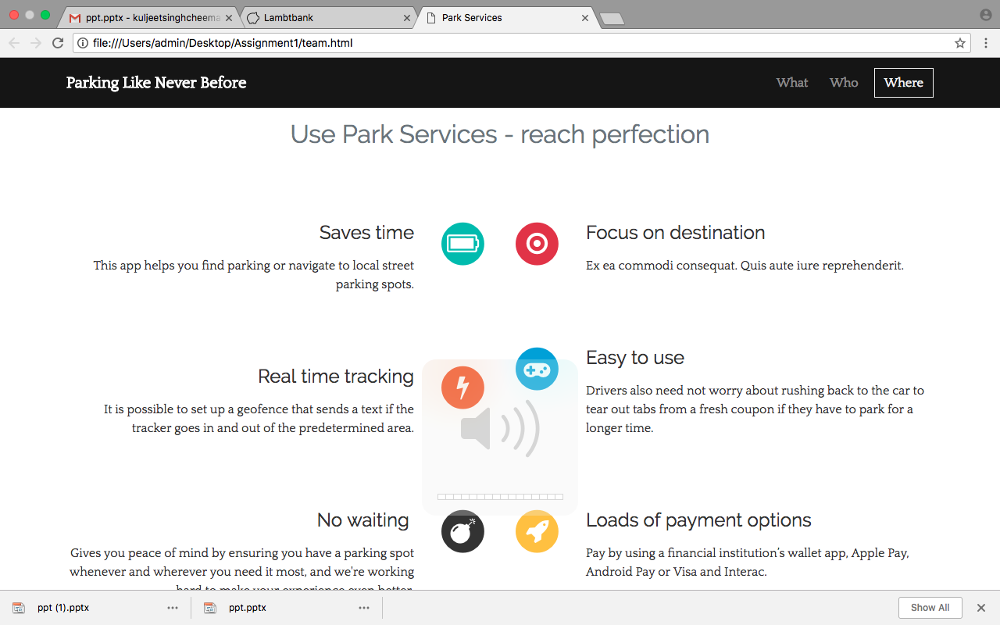 ppt.pptx - kuljeetsinghcheema
Lambtbank
Park Services
file:///Users/admin/Desktop/Assignment1/team.html
Parking Like Never Before
What
Who
Where
Use Park Services - reach perfection
Saves time
This app helps you find parking or navigate to local street
parking spots.
Focus on destination
Ex ea commodi consequat. Quis aute iure reprehenderit.
Real time tracking
It is possible to set up a geofence that sends a text if the
tracker goes in and out of the predetermined area.
Easy to use
Drivers also need not worry about rushing back to the car to
tear out tabs from a fresh coupon if they have to park for a
longer time.
No waiting
Gives you peace of mind by ensuring you have a parking spot
whenever and wherever you need it most, and we're working
hard to make your experience even better.
Loads of payment options
Pay by using a financial institution’s wallet app, Apple Pay,
Android Pay or Visa and Interac.
ppt (1).pptx
ppt.pptx
Show All